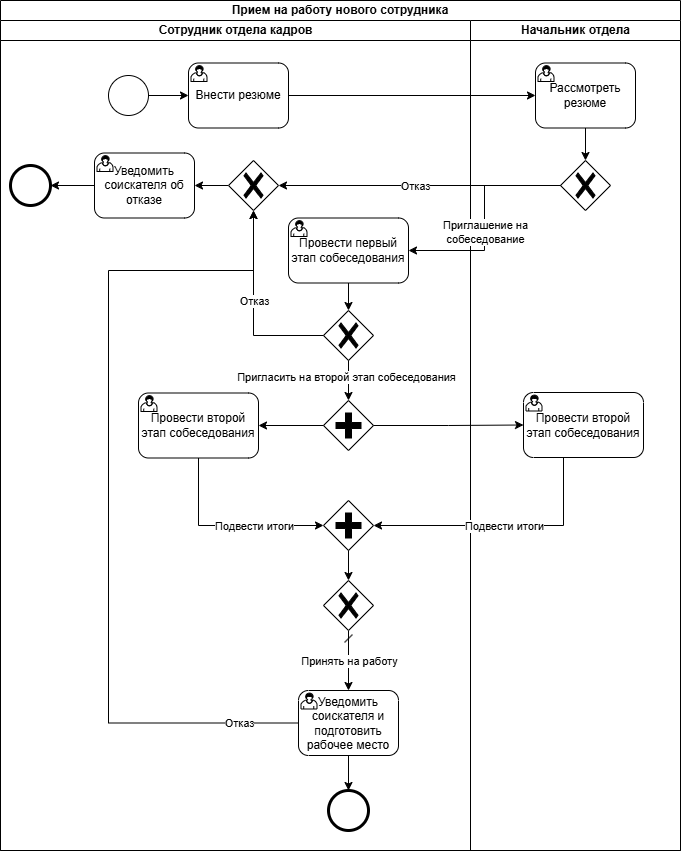 Прием на работу нового сотрудника
Сотрудник отдела кадров
Начальник отдела
Внести резюме
Рассмотреть
резюме
Уведомить
соискателя об
отказе
Отказ
Приглашение на
собеседование
Провести первый
этап собеседования
Отказ
Пригласить на второй этап собеседования
Провести второй
этап собеседования
Провести второй
этап собеседования
Подвести итоги
Подвести итоги
Принять на работу
Уведомить
соискателя и
подготовить
рабочее место
Отказ